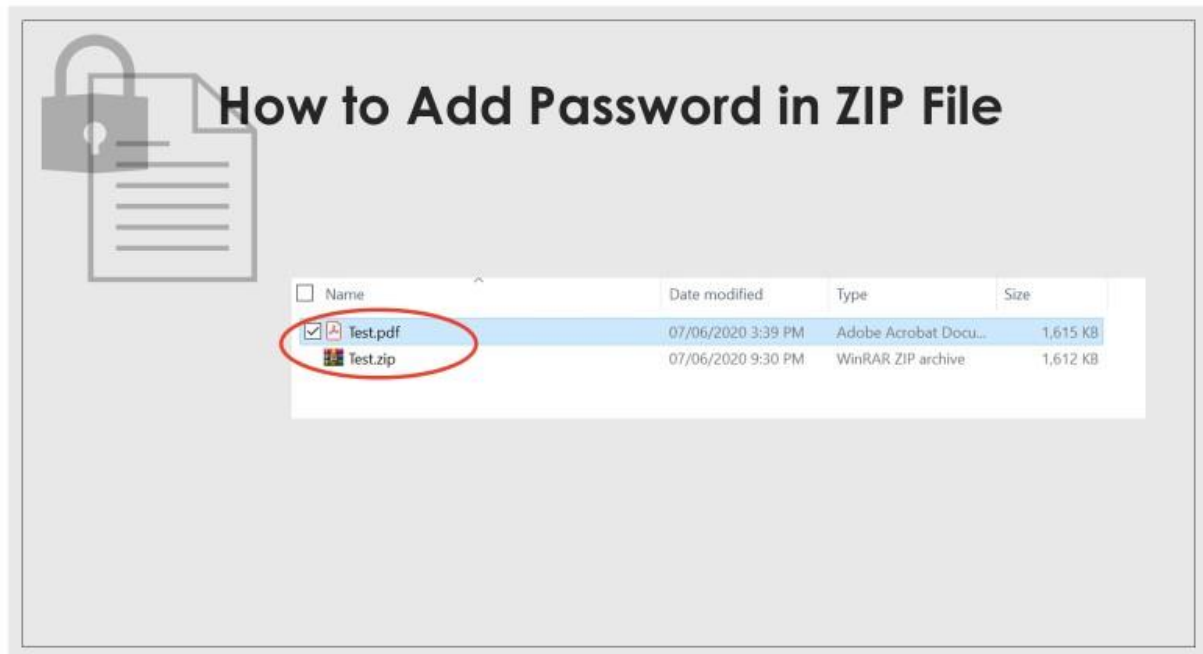 How to Add Password in ZIP File
Name Date modified Type Size
Test.pdf 07/06/2020 3:39 PM Adobe Acrobat Docu... 1,615 KB
Test.zip 07/06/2020 9:30 PM WinRAR ZIP archive 1,612 KB